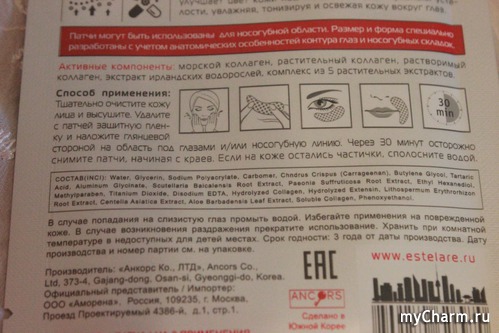 улучшает цвет кожи
лости, увлажняя, тонизируя и освежая кожу вокруг глаз.
Патчи могут быть использованы для носогубной области. Размер и форма специально
разработаны с учетом анатомических особенностей контура глаз и носогубных складок.
Активные компоненты: морской коллаген, растительный коллаген, растворимый
коллаген, экстракт ирландских водорослей, комплекс из 5 растительных экстрактов.
Способ применения:
Тщательно очистите кожу
лица и высушите. Удалите
с патчей защитную плен-
ку и наложите глянцевой
30
min
стороной на область под глазами и/или носогубную линию. Через 30 минут осторожно
снимите патчи, начиная с краев. Если на коже остались частички, сполосните водой.
СОСТАВ(INCI): Water, Glycerin, Sodium Polyacrylate, Carbomer, Chndrus Crispus (Carrageenan), Butylene Glycol, Tartaric
Acid, Aluminum Glycinate, Scutellaria Baicalensis Root Extract, Paeonia Suffruticosa Root Extract, Ethyl Hexanediol,
Methylparaben, Titanium Dioxide, Disodium EDTA, Hydrolyzed Collagen, Hydrolyzed Extensin, Lithospermum Erythrorhizon
Root Extract, Centella Asiatica Extract, Aloe Barbadensis Leaf Extract, Soluble Collagen, Phenoxyethanol.
В случае попадания на слизистую глаз промыть водой. Избегайте применения на поврежденной
коже. В случае возникновения раздражения прекратите использование. Хранить при комнатной
температуре в недоступных для детей местах. Срок годности: 3 года от даты производства. Дату
производства и номер партии см. на упаковке.
Производитель: «Анкорс Ко., ЛТД», Ancors Co.,
Ltd, 373-4, Gajang-dong, Osan-si, Gyeonggi-do, Korea.
Официальный представитель / Импортер:
ООО «Аморена», Россия, 109235, г. Москва,
Проезд Проектируемый 4386-й, д.1, стр.1
EAC
ANCORS
Сделано в
Южной Корее
www.estelare.ru
myCharm.ru